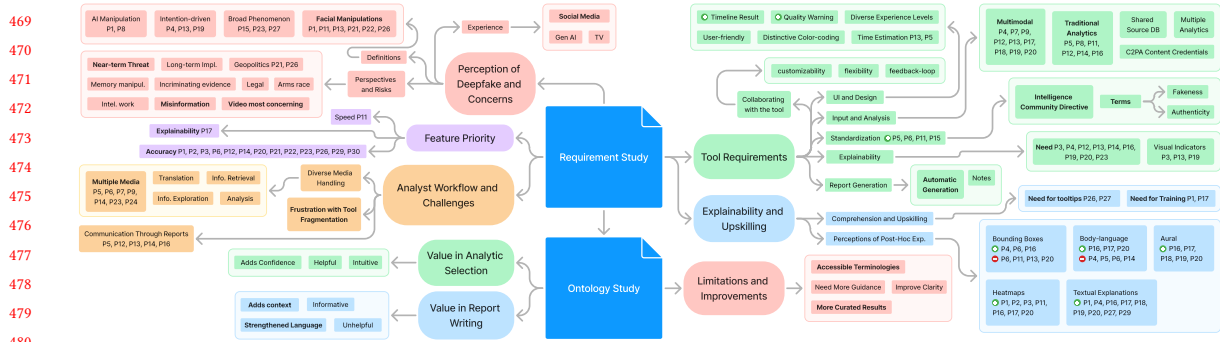 469
470
471
472
473
474
475
476
477
478
479
480
AI Manipulation
P1, P8
Intention-driven
P4, P13, P19
Broad Phenomenon
P15, P23, P27
Facial Manipulations
P1, P11, P13, P21, P22, P26
Definitions
Experience
Social Media
Gen AI
TV
Near-term Threat
Long-term Impl.
Geopolitics P21, P26
Memory manipul.
Incriminating evidence
Legal
Arms race
Intel. work
Misinformation
Video most concerning
Perspectives
and Risks
Perception of
Deepfake and
Concerns
Speed P11
Explainability P17
Accuracy P1, P2, P3, P6, P12, P14, P20, P21, P22, P23, P26, P29, P30
Feature Priority
Multiple Media
P5, P6, P7, P9,
P14, P23, P24
Translation
Info. Retrieval
Info. Exploration
Analysis
Diverse Media
Handling
Frustration with Tool
Fragmentation
Communication Through Reports
P5, P12, P13, P14, P16
Analyst Workflow and
Challenges
Requirement Study
Timeline Result
Quality Warning
Diverse Experience Levels
User-friendly
Distinctive Color-coding
Time Estimation P13, P5
Multimodal
P4, P7, P9,
P12, P13, P17,
P18, P19, P20
Traditional
Analytics
P5, P8, P11,
P12, P14, P16
Shared
Source DB
Multiple
Analytics
C2PA Content Credentials
customizability
flexibility
feedback-loop
Collaborating
with the tool
UI and Design
Input and Analysis
Standardization
P5, P6, P11, P15
Explainability
Report Generation
Tool Requirements
Intelligence
Community Directive
Terms
Fakeness
Authenticity
Need P3, P4, P12, P13, P14, P16,
P19, P20, P23
Visual Indicators
P3, P13, P19
Automatic
Generation
Notes
Explainability and
Upskilling
Comprehension and Upskilling
Perceptions of Post-Hoc Exp.
Need for tooltips P26, P27
Need for Training P1, P17
Bounding Boxes
P4, P6, P16
P6, P11, P13, P20
Body-language
P16, P17, P20
P4, P5, P6, P14
Aural
P16, P17,
P18, P19, P20
Heatmaps
P1, P2, P3, P11,
P16, P17, P20
Textual Explanations
P1, P4, P16, P17, P18,
P19, P20, P27, P29
Ontology Study
Adds Confidence
Helpful
Intuitive
Value in Analytic
Selection
Adds context
Informative
Strengthened Language
Unhelpful
Value in Report
Writing
Limitations and
Improvements
Accessible Terminologies
Need More Guidance
Improve Clarity
More Curated Results